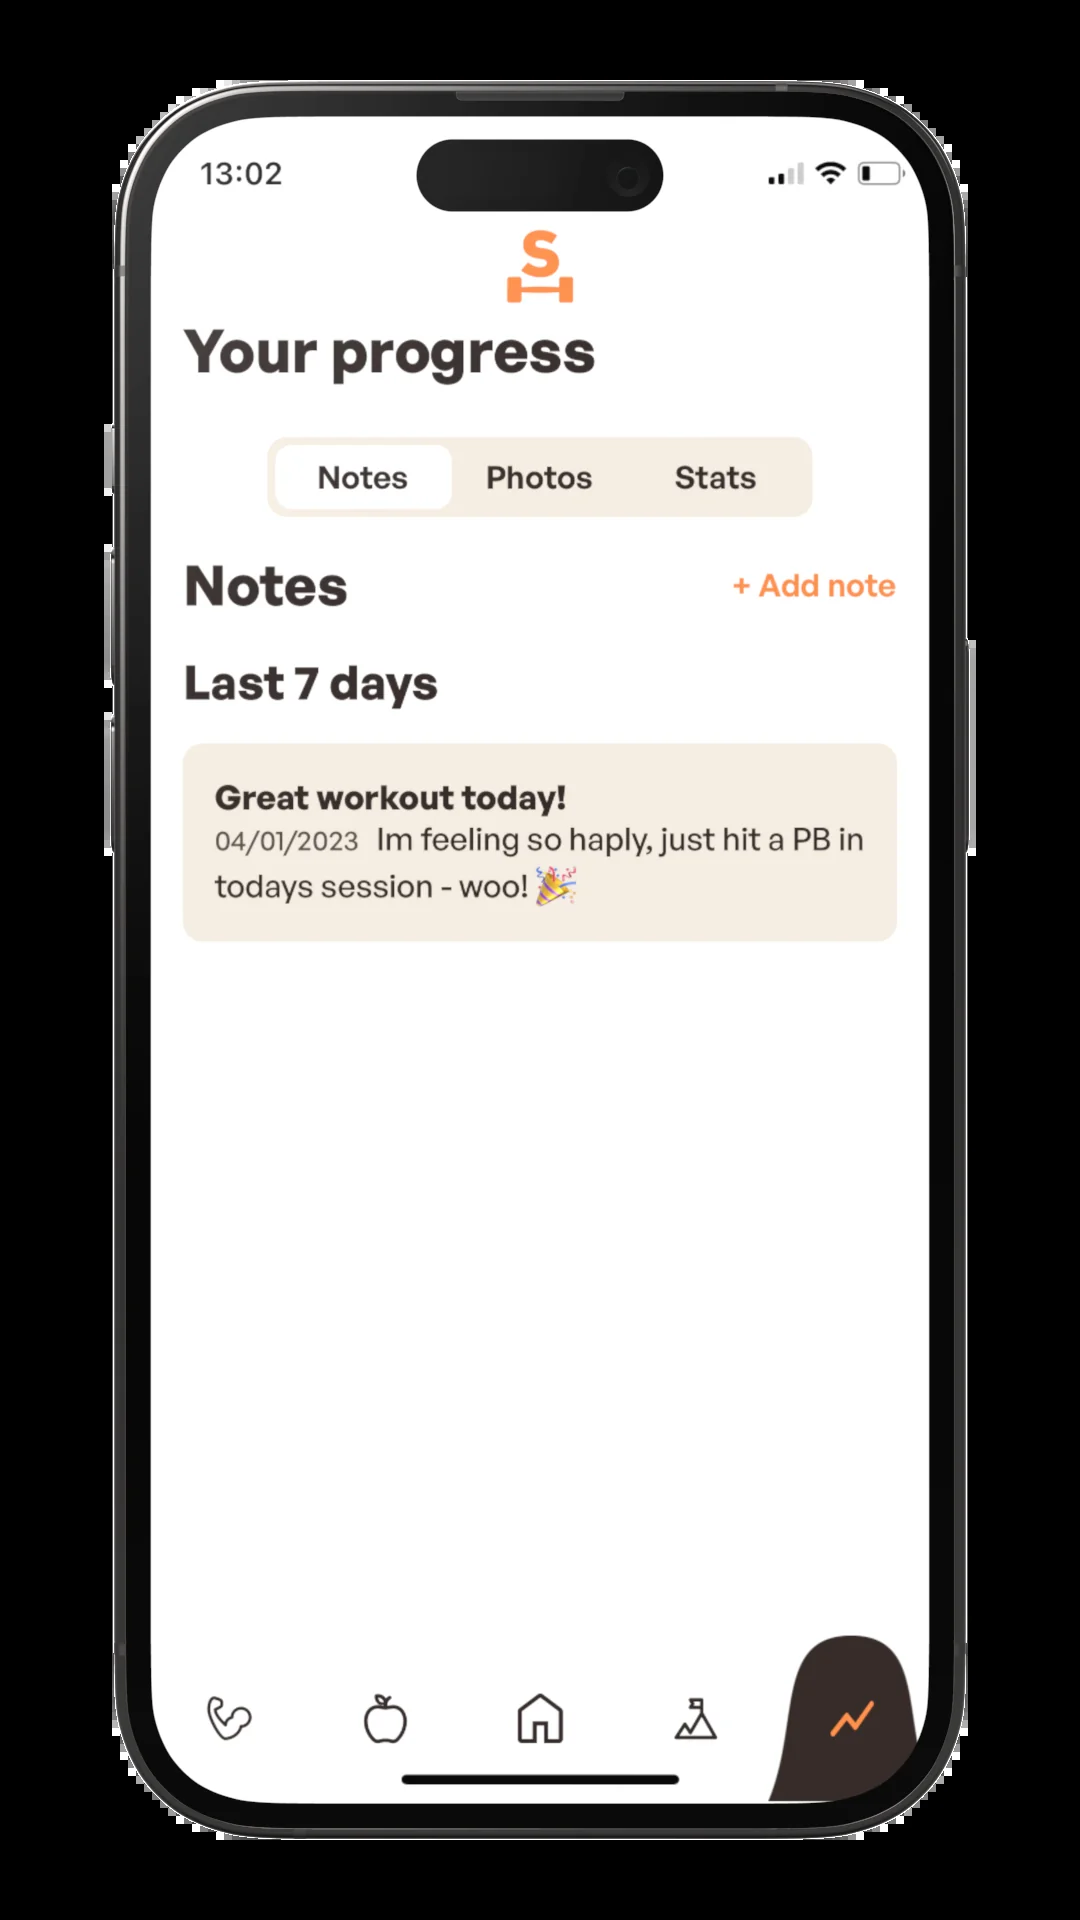 13:02
S
Your progress
Notes Photos Stats
Notes + Add note
Last 7 days
Great workout today!
04/01/2023 Im feeling so haply, just hit a PB in
todays session - woo! 🎉